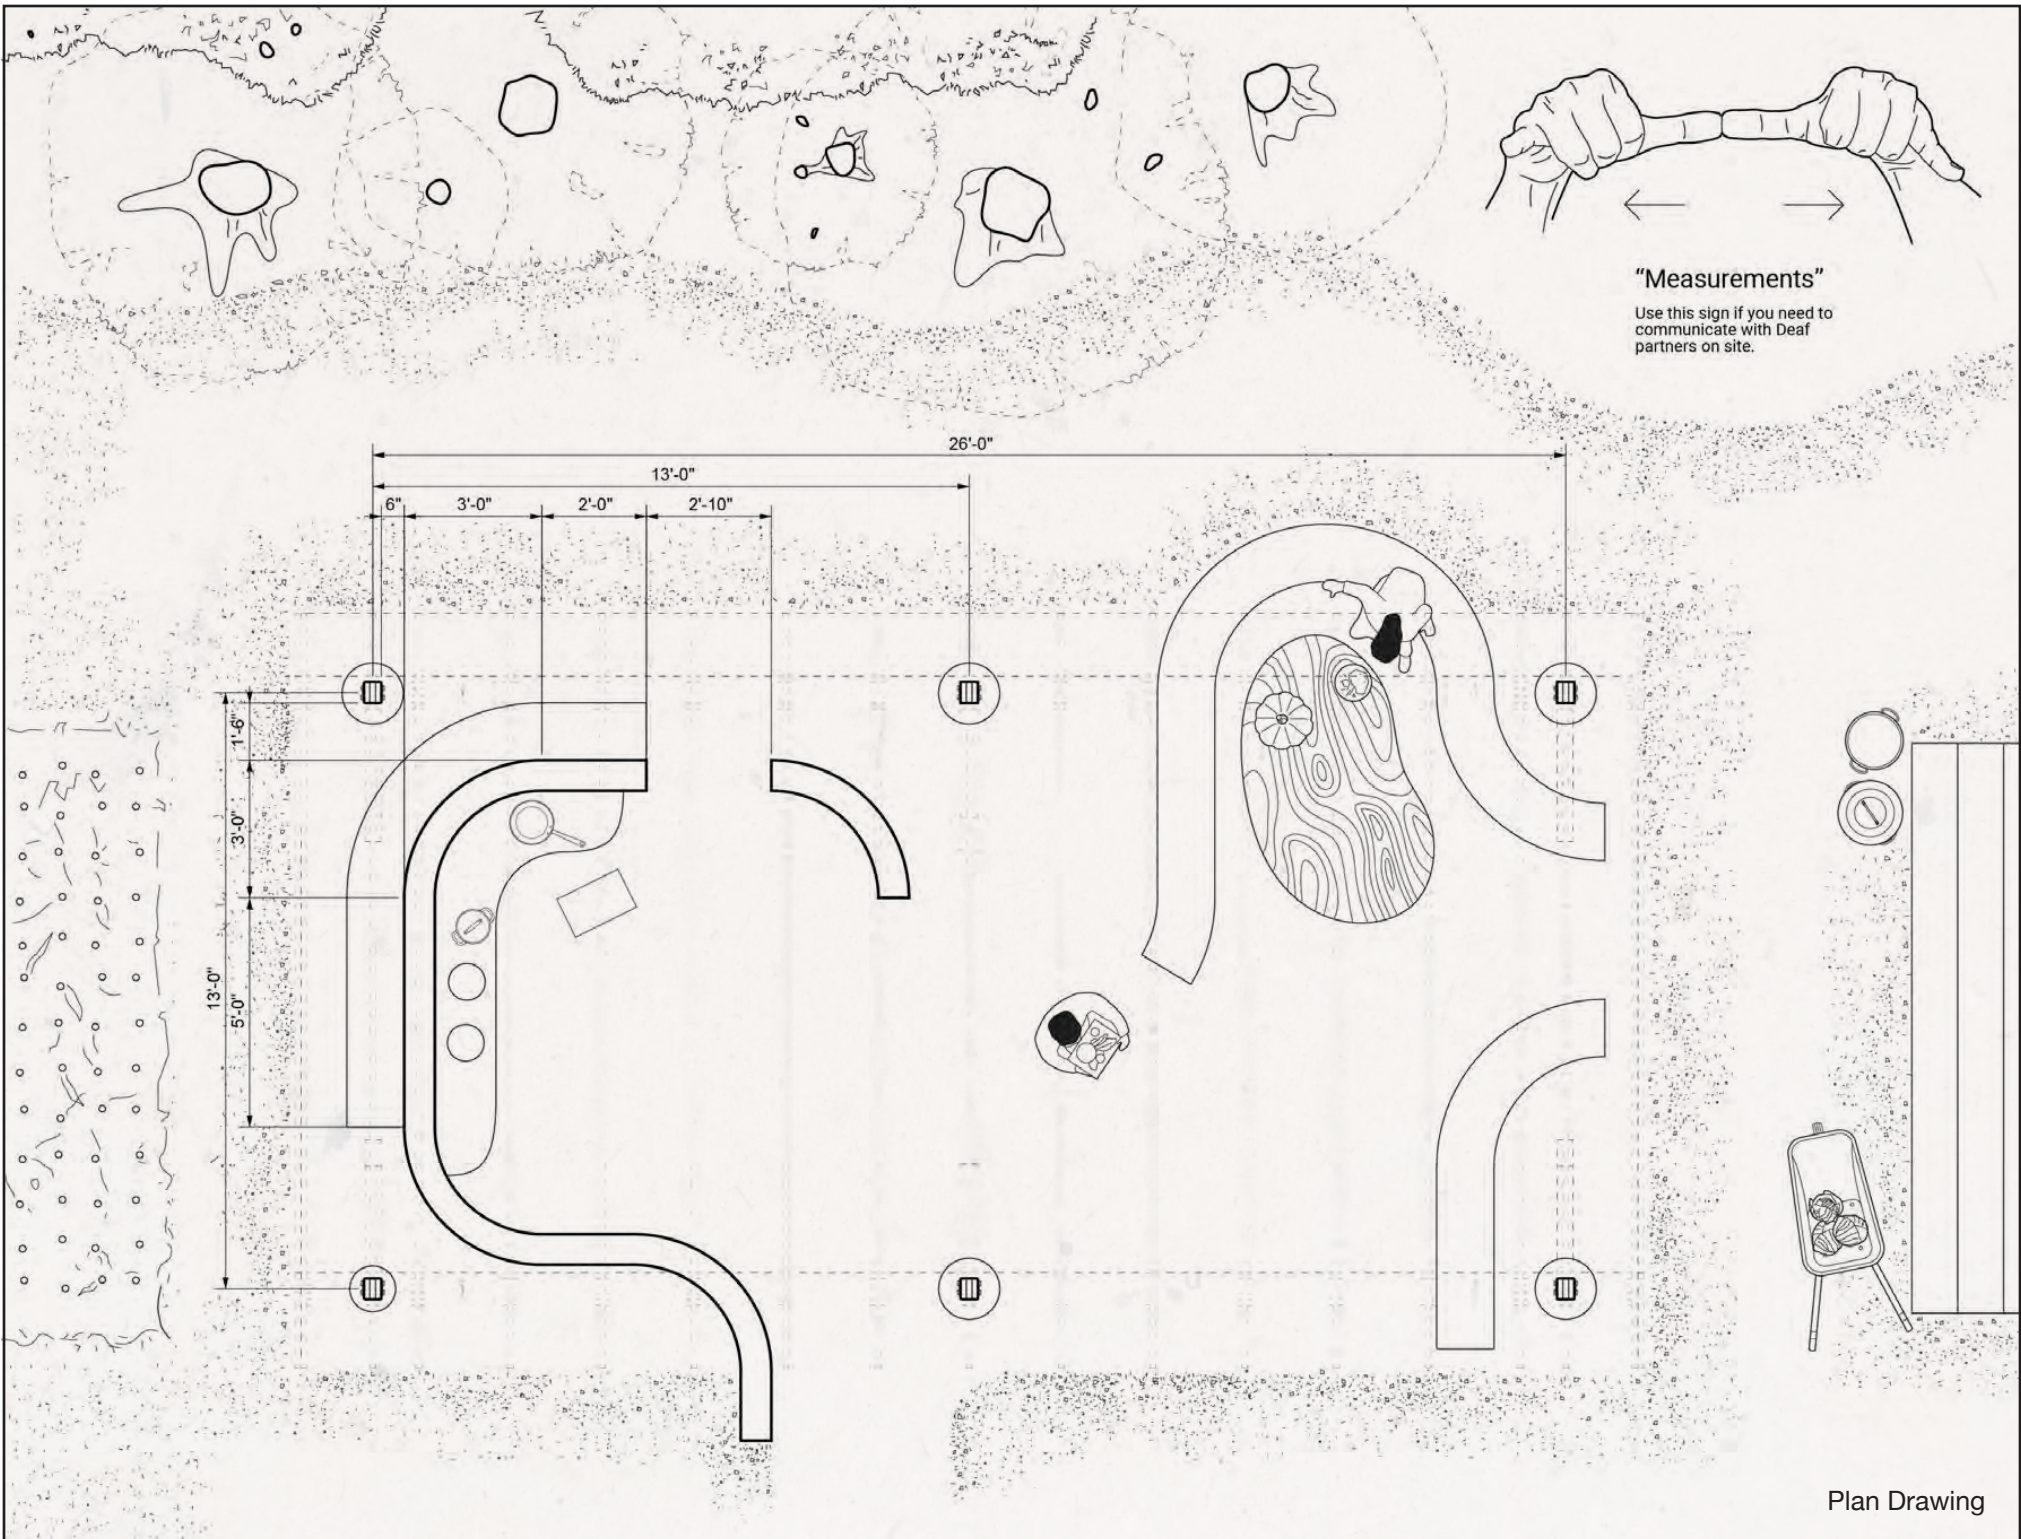 “Measurements”
Use this sign if you need to
communicate with Deaf
partners on site.
26'-0"
13'-0"
6"
3'-0"
2'-0"
2'-10"
1'-6"
3'-0"
13'-0"
5'-0"
Plan Drawing